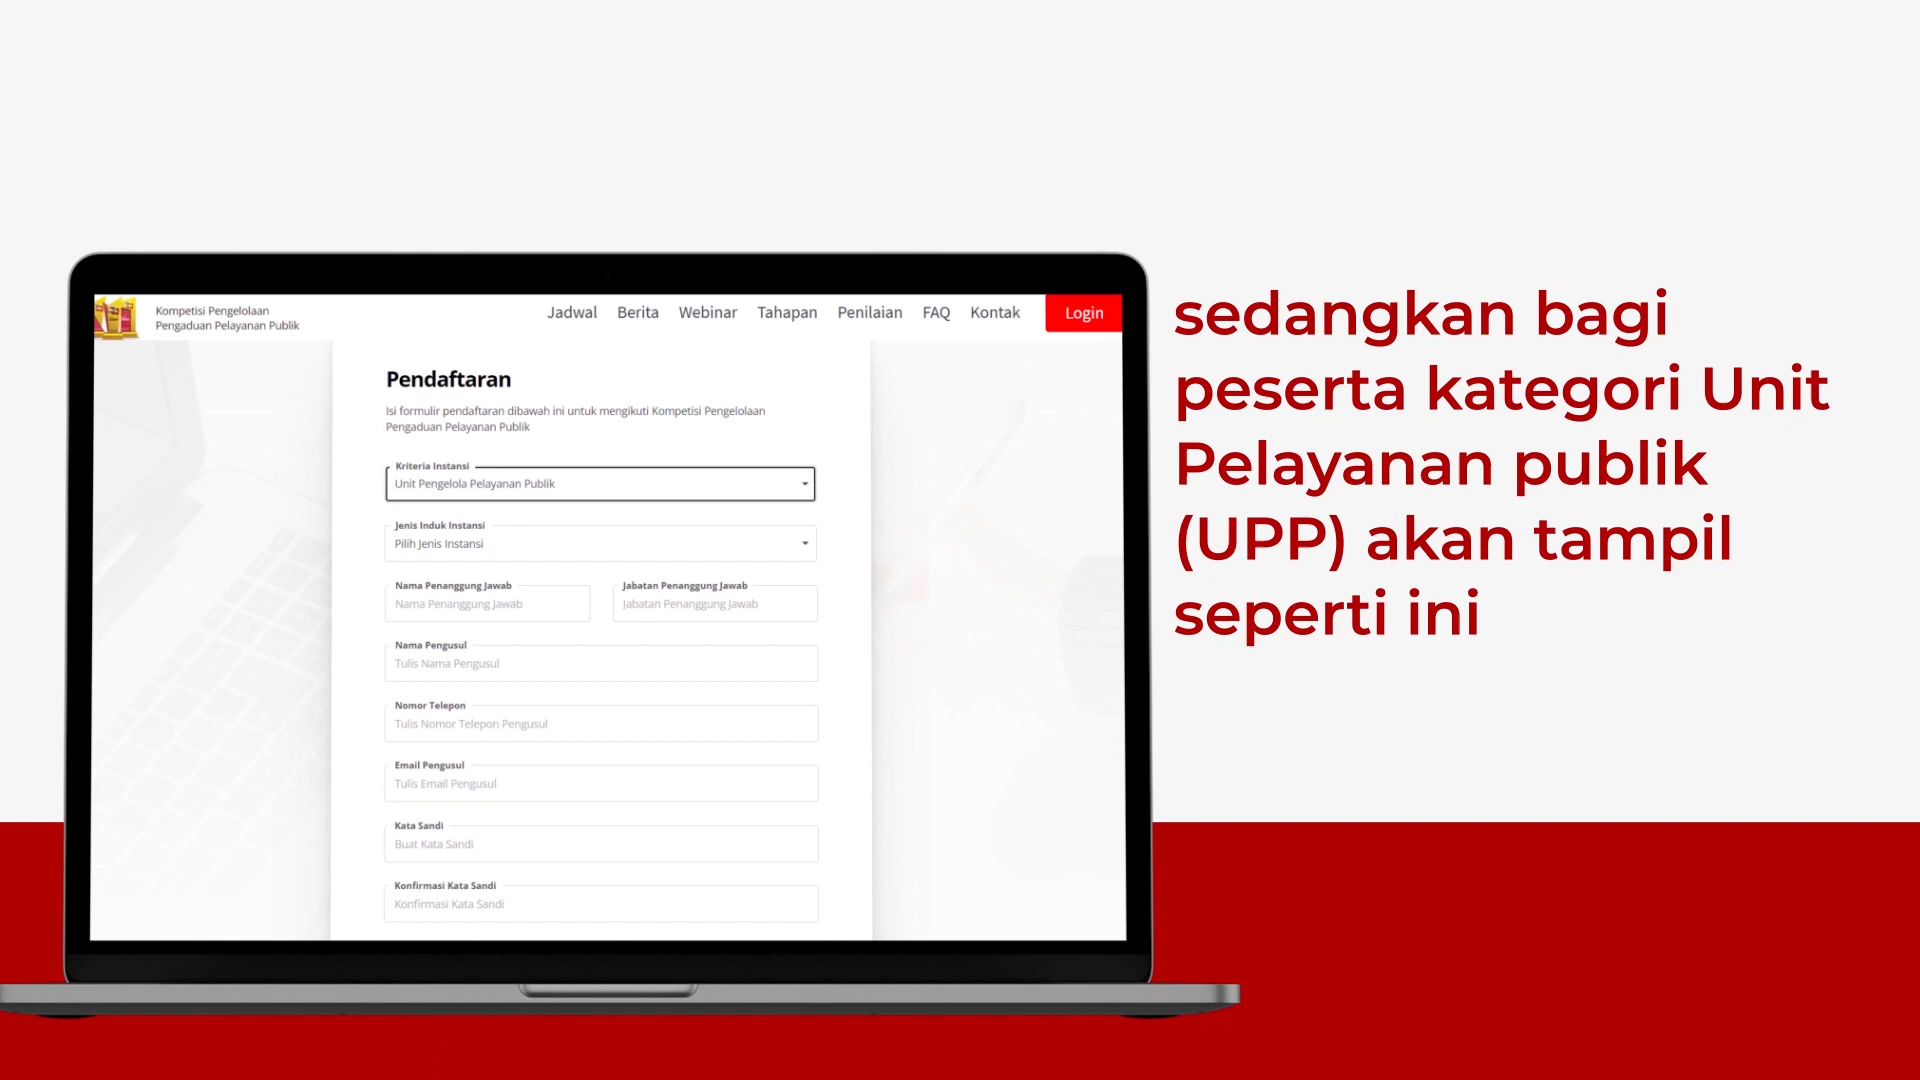 Kompetisi Pengelolaan
Pengaduan Pelayanan Publik
Jadwal Berita Webinar Tahapan Penilaian FAQ Kontak Login
Pendaftaran
Isi formulir pendaftaran dibawah ini untuk mengikuti Kompetisi Pengelolaan
Pengaduan Pelayanan Publik
Kriteria Instansi
Unit Pengelola Pelayanan Publik
Jenis Induk Instansi
Pilih Jenis Instansi
Nama Penanggung Jawab Jabatan Penanggung Jawab
Nama Penanggung Jawab Jabatan Penanggung Jawab
Nama Pengusul
Tulis Nama Pengusul
Nomor Telepon
Tulis Nomor Telepon Pengusul
Email Pengusul
Tulis Email Pengusul
Kata Sandi
Buat Kata Sandi
Konfirmasi Kata Sandi
Konfirmasi Kata Sandi
sedangkan bagi
peserta kategori Unit
Pelayanan publik
(UPP) akan tampil
seperti ini